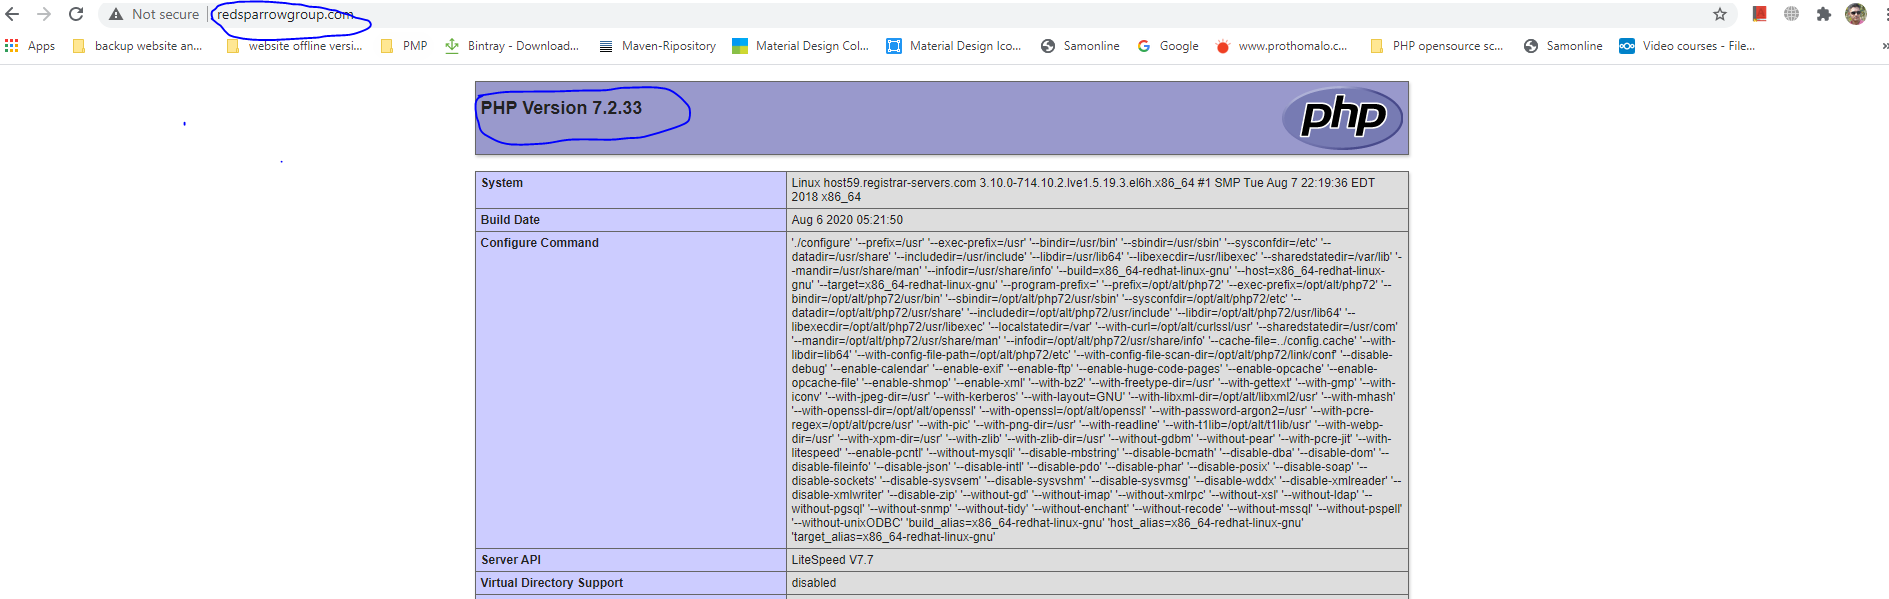 Not secure | redsparrowgroup.com
Apps backup website an... website offline versi... PMP Bintray - Download... Maven-Ripository Material Design Col... Material Design Ico... Samonline Google www.prothomalo.c... PHP opensource sc... Samonline Video courses - File... »
PHP Version 7.2.33
php
System Linux host59.registrar-servers.com 3.10.0-714.10.2.lve1.5.19.3.el6h.x86_64 #1 SMP Tue Aug 7 22:19:36 EDT
2018 x86_64
Build Date Aug 6 2020 05:21:50
Configure Command './configure' '--prefix=/usr' '--exec-prefix=/usr' '--bindir=/usr/bin' '--sbindir=/usr/sbin' '--sysconfdir=/etc' '--
datadir=/usr/share' '--includedir=/usr/include' '--libdir=/usr/lib64' '--libexecdir=/usr/libexec' '--sharedstatedir=/var/lib' '-
-mandir=/usr/share/man' '--infodir=/usr/share/info' '--build=x86_64-redhat-linux-gnu' '--host=x86_64-redhat-linux-
gnu' '--target=x86_64-redhat-linux-gnu' '--program-prefix=' '--prefix=/opt/alt/php72' '--exec-prefix=/opt/alt/php72' '--
bindir=/opt/alt/php72/usr/bin' '--sbindir=/opt/alt/php72/usr/sbin' '--sysconfdir=/opt/alt/php72/etc' '--
datadir=/opt/alt/php72/usr/share' '--includedir=/opt/alt/php72/usr/include' '--libdir=/opt/alt/php72/usr/lib64' '--
libexecdir=/opt/alt/php72/usr/libexec' '--localstatedir=/var' '--with-curl=/opt/alt/curlssl/usr' '--sharedstatedir=/usr/com'
'--mandir=/opt/alt/php72/usr/share/man' '--infodir=/opt/alt/php72/usr/share/info' '--cache-file=../config.cache' '--with-
libdir=lib64' '--with-config-file-path=/opt/alt/php72/etc' '--with-config-file-scan-dir=/opt/alt/php72/link/conf' '--disable-
debug' '--enable-calendar' '--enable-exif' '--enable-ftp' '--enable-huge-code-pages' '--enable-opcache' '--enable-
opcache-file' '--enable-shmop' '--enable-xml' '--with-bz2' '--with-freetype-dir=/usr' '--with-gettext' '--with-gmp' '--with-
iconv' '--with-jpeg-dir=/usr' '--with-kerberos' '--with-layout=GNU' '--with-libxml-dir=/opt/alt/libxml2/usr' '--with-mhash'
'--with-openssl-dir=/opt/alt/openssl' '--with-openssl=/opt/alt/openssl' '--with-password-argon2=/usr' '--with-pcre-
regex=/opt/alt/pcre/usr' '--with-pic' '--with-png-dir=/usr' '--with-readline' '--with-t1lib=/opt/alt/t1lib/usr' '--with-webp-
dir=/usr' '--with-xpm-dir=/usr' '--with-zlib' '--with-zlib-dir=/usr' '--without-gdbm' '--without-pear' '--with-pcre-jit' '--with-
litespeed' '--enable-pcntl' '--without-mysqli' '--disable-mbstring' '--disable-bcmath' '--disable-dba' '--disable-dom' '--
disable-fileinfo' '--disable-json' '--disable-intl' '--disable-pdo' '--disable-phar' '--disable-posix' '--disable-soap' '--
disable-sockets' '--disable-sysvsem' '--disable-sysvshm' '--disable-sysvmsg' '--disable-wddx' '--disable-xmlreader' '--
disable-xmlwriter' '--disable-zip' '--without-gd' '--without-imap' '--without-xmlrpc' '--without-xsl' '--without-ldap' '--
without-pgsql' '--without-snmp' '--without-tidy' '--without-enchant' '--without-recode' '--without-mssql' '--without-pspell'
'--without-unixODBC' 'build_alias=x86_64-redhat-linux-gnu' 'host_alias=x86_64-redhat-linux-gnu'
'target_alias=x86_64-redhat-linux-gnu'
Server API LiteSpeed V7.7
Virtual Directory Support disabled